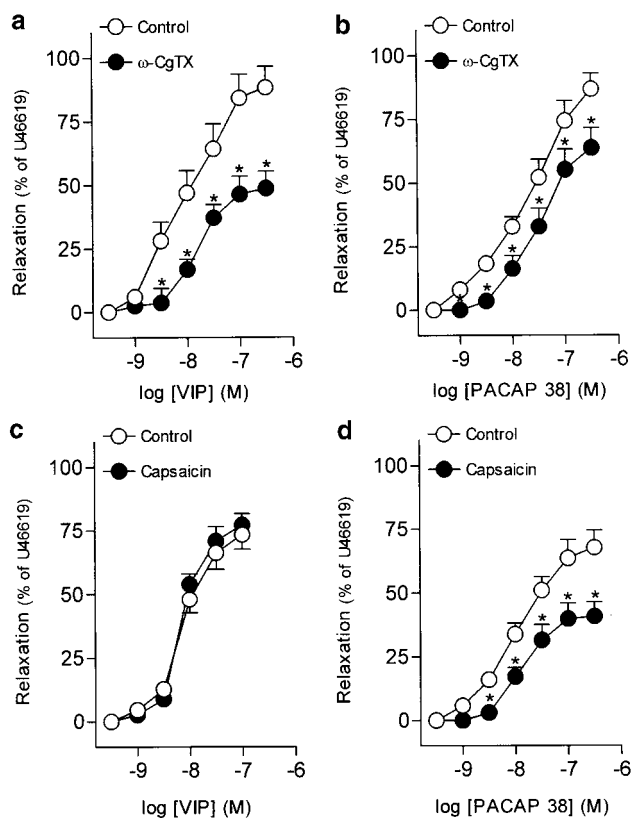 a
Control
ω-CgTX
100
75
50
25
0
Relaxation (% of U46619)
* * * * *
-9 -8 -7 -6
log [VIP] (M)
b
Control
ω-CgTX
100
75
50
25
0
Relaxation (% of U46619)
* * * * * *
-9 -8 -7 -6
log [PACAP 38] (M)
c
Control
Capsaicin
100
75
50
25
0
Relaxation (% of U46619)
-9 -8 -7 -6
log [VIP] (M)
d
Control
Capsaicin
100
75
50
25
0
Relaxation (% of U46619)
* * * * *
-9 -8 -7 -6
log [PACAP 38] (M)